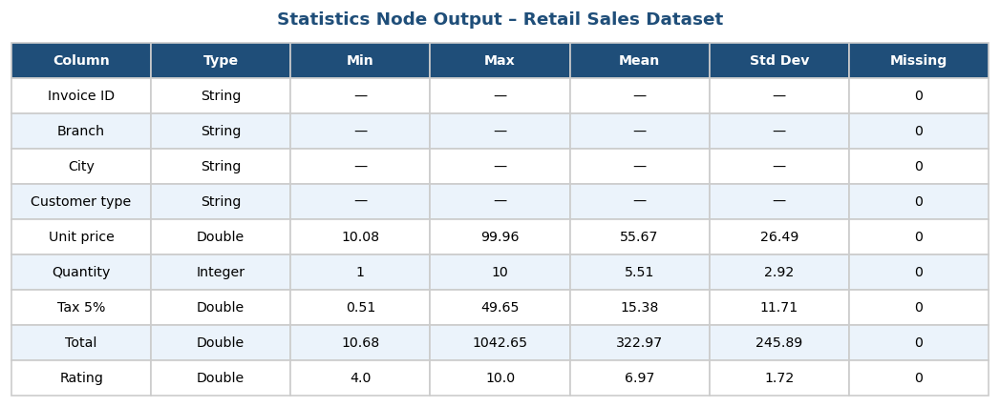 Statistics Node Output – Retail Sales Dataset
Column Type Min Max Mean Std Dev Missing
Invoice ID String — — — — 0
Branch String — — — — 0
City String — — — — 0
Customer type String — — — — 0
Unit price Double 10.08 99.96 55.67 26.49 0
Quantity Integer 1 10 5.51 2.92 0
Tax 5% Double 0.51 49.65 15.38 11.71 0
Total Double 10.68 1042.65 322.97 245.89 0
Rating Double 4.0 10.0 6.97 1.72 0